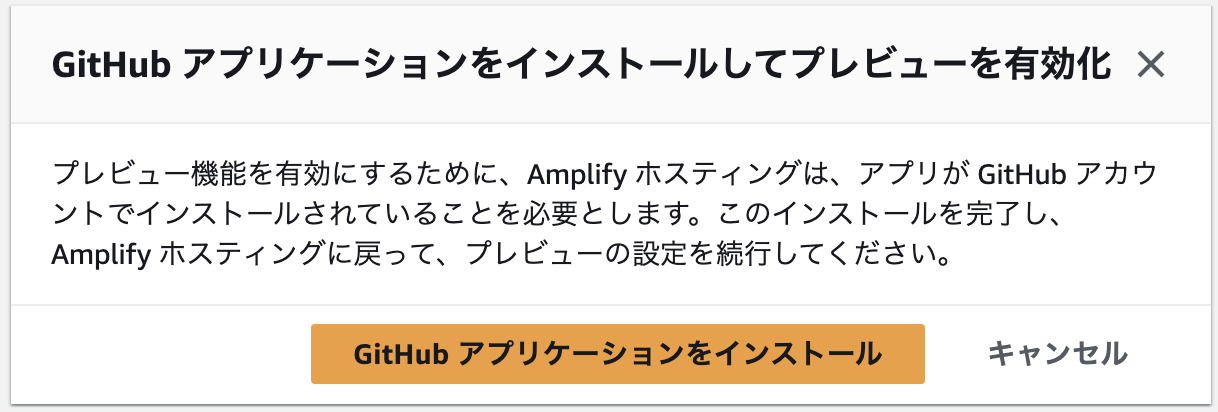 GitHub アプリケーションをインストールしてプレビューを有効化
プレビュー機能を有効にするために、Amplify ホスティングは、アプリが GitHub アカウ
ントでインストールされていることを必要とします。このインストールを完了し、
Amplify ホスティングに戻って、プレビューの設定を続行してください。
GitHub アプリケーションをインストール
キャンセル